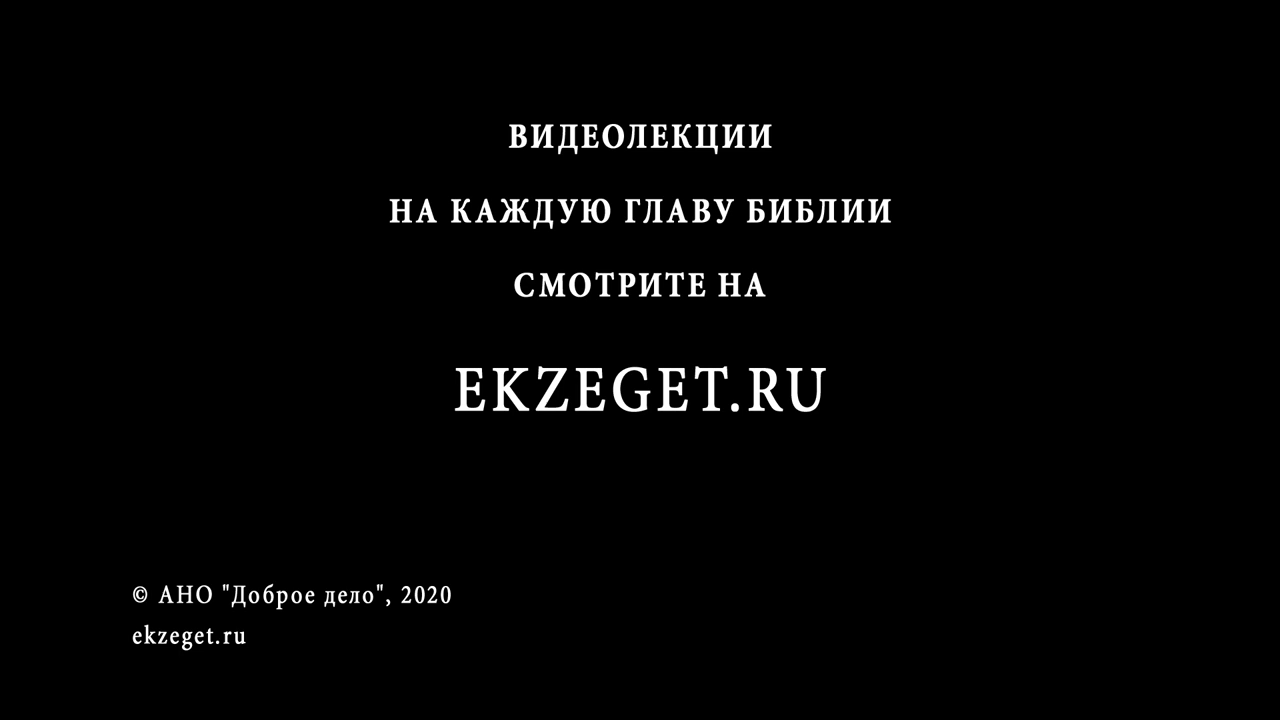 ВИДЕОЛЕКЦИИ
НА КАЖДУЮ ГЛАВУ БИБЛИИ
СМОТРИТЕ НА
EKZEGET.RU
© АНО "Доброе дело", 2020
ekzeget.ru